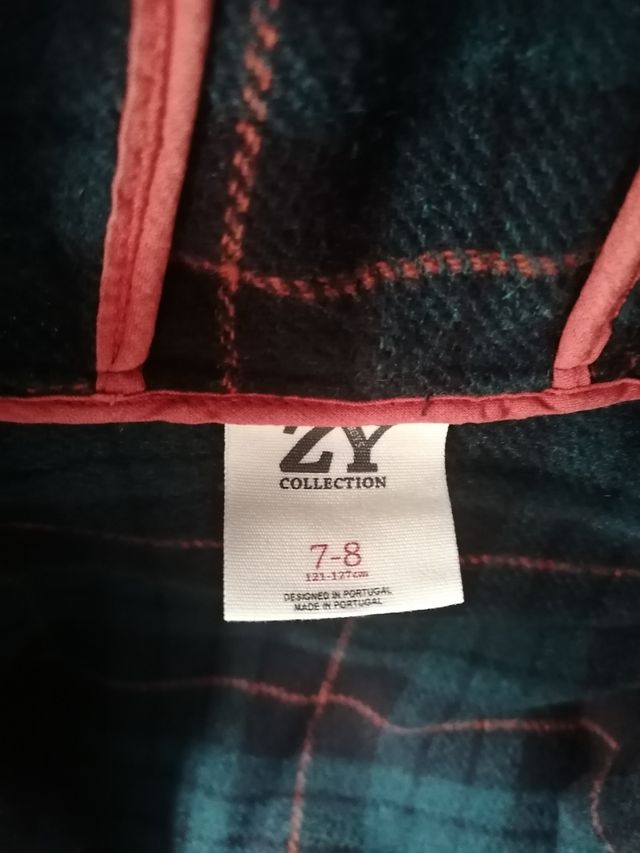 ZY
COLLECTION
7-8
121-127cm
DESIGNED IN PORTUGAL
MADE IN PORTUGAL